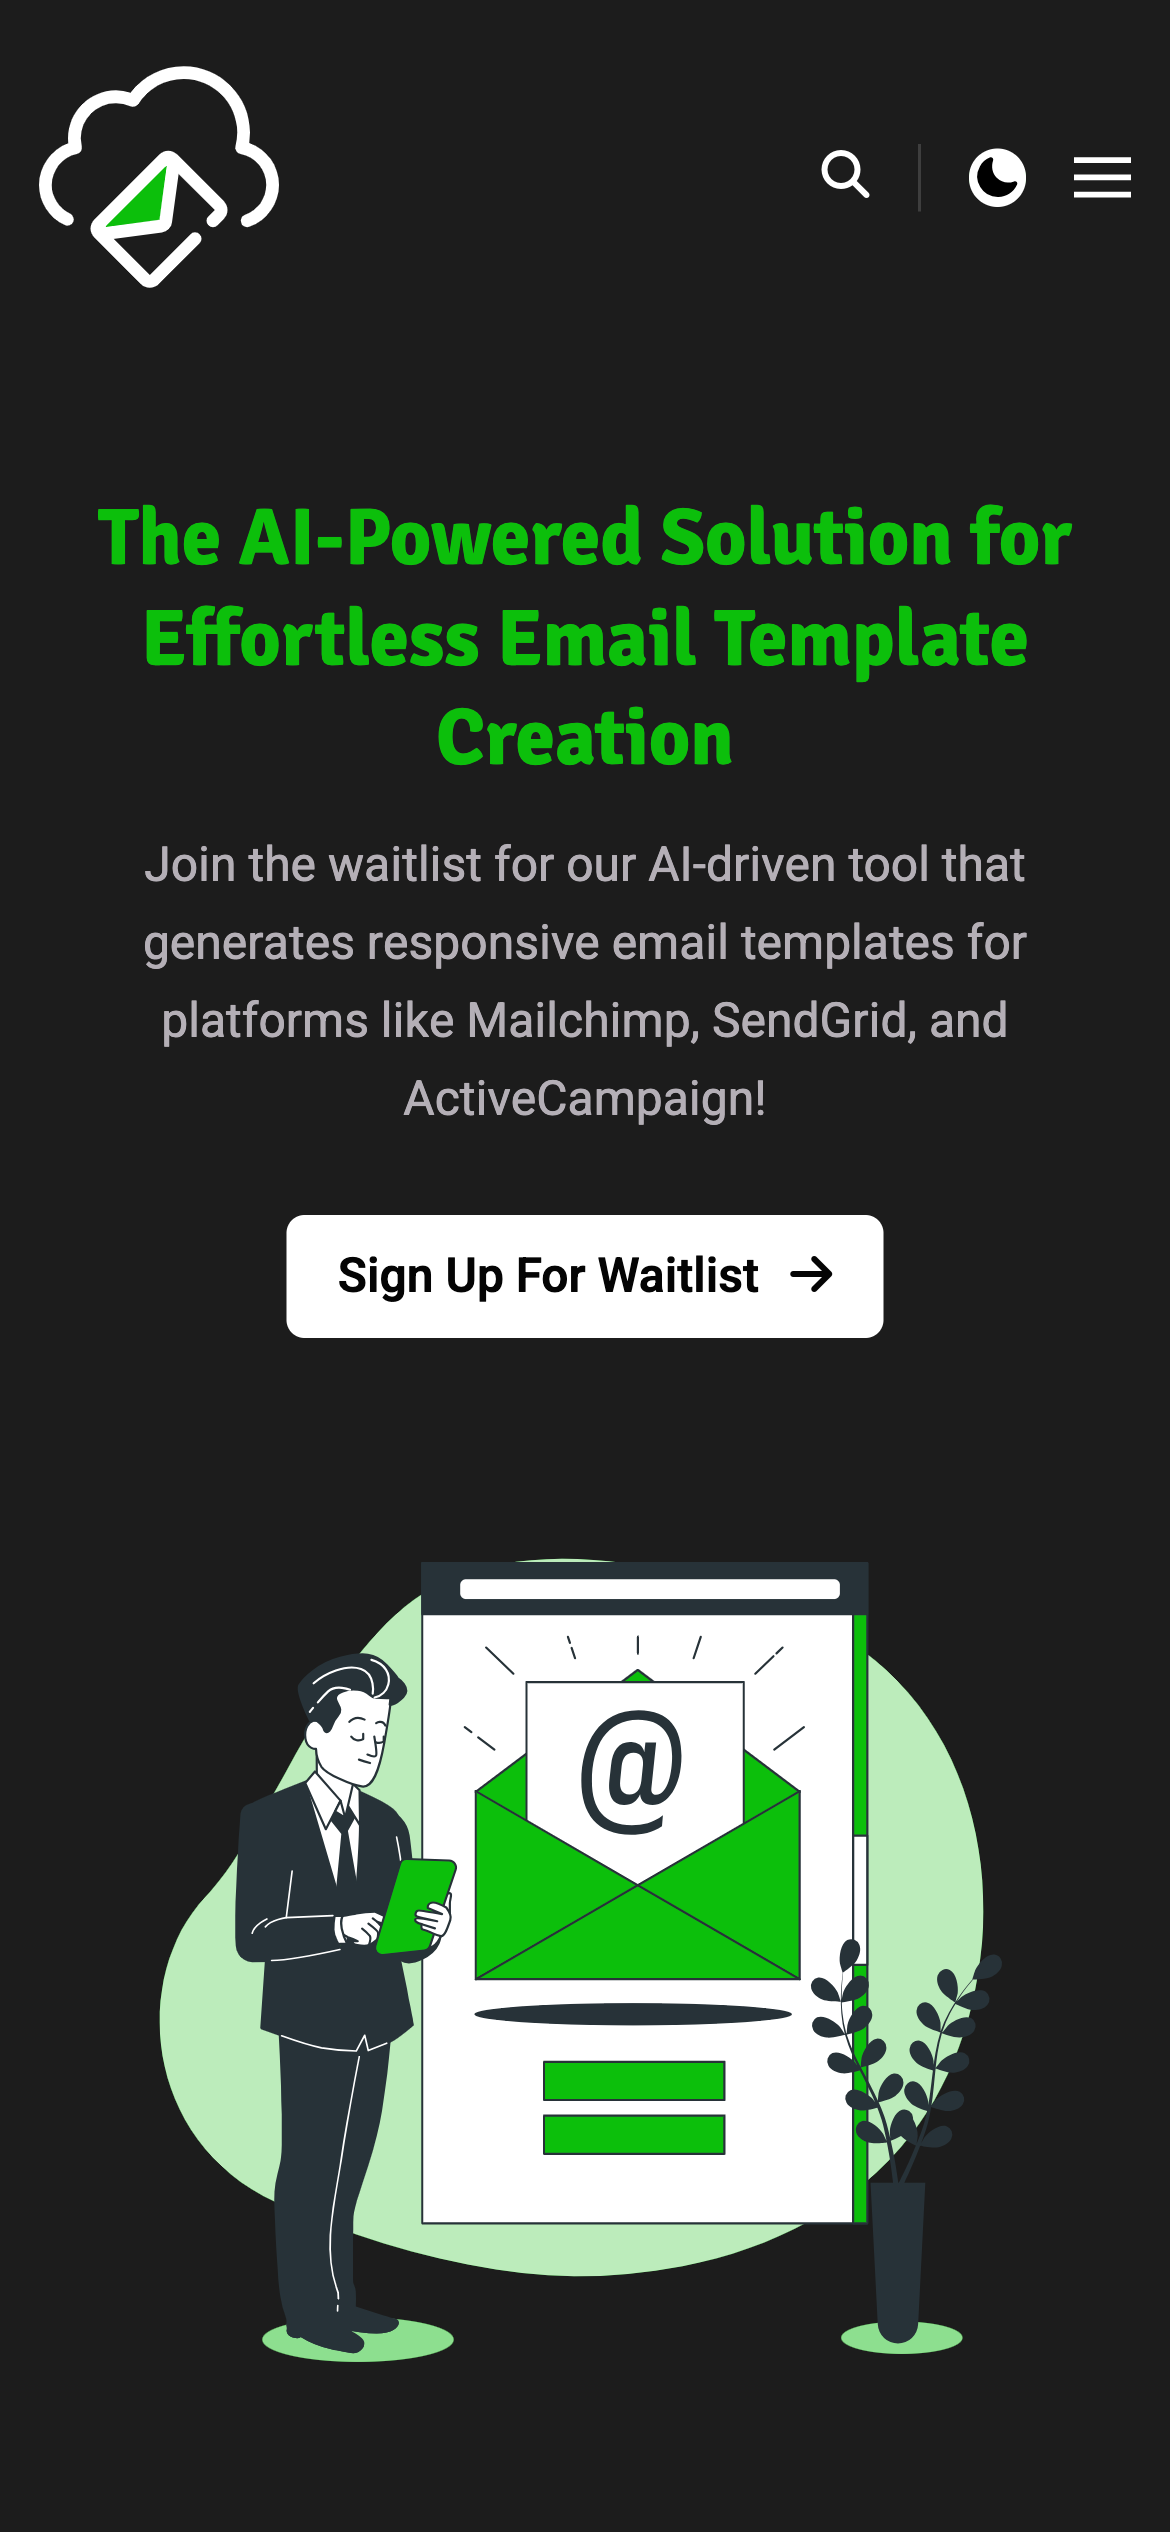 The AI-Powered Solution for
Effortless Email Template
Creation
Join the waitlist for our AI-driven tool that
generates responsive email templates for
platforms like Mailchimp, SendGrid, and
ActiveCampaign!
Sign Up For Waitlist
@